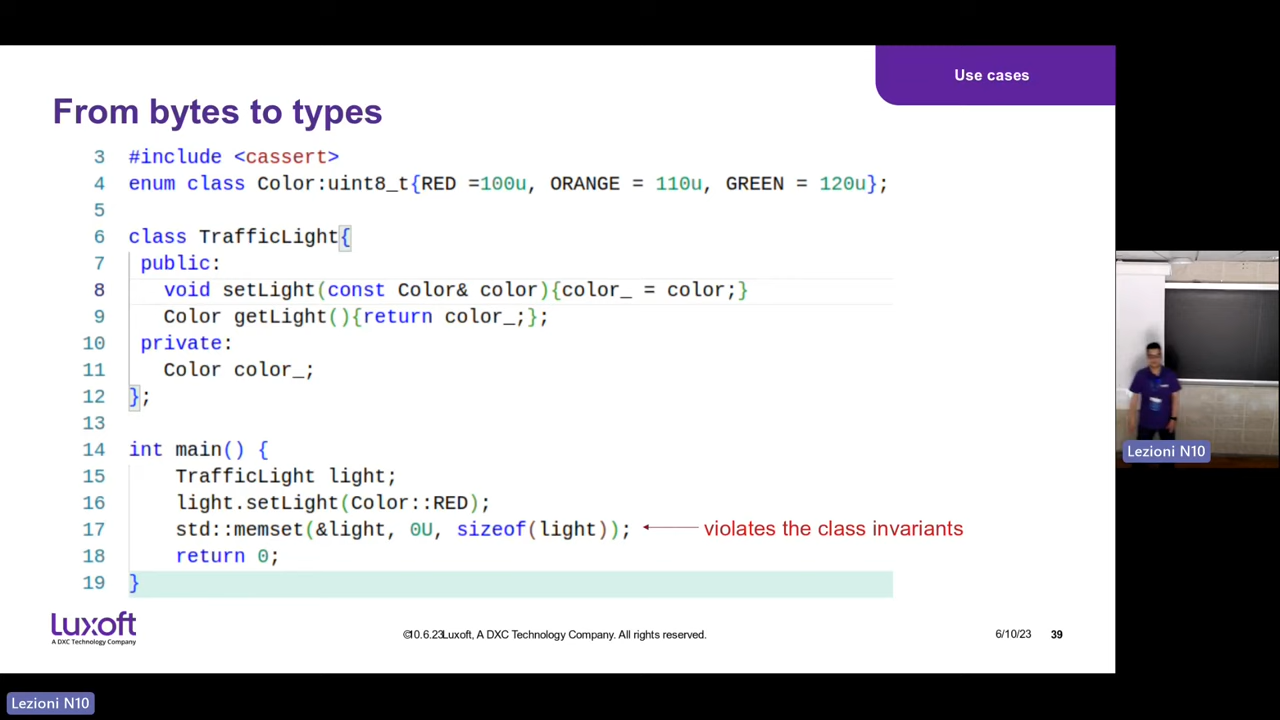 Use cases
From bytes to types
3 #include <cassert>
4 enum class Color:uint8_t{RED =100u, ORANGE = 110u, GREEN = 120u};
5
6 class TrafficLight{
7 public:
8 void setLight(const Color& color){color_ = color;}
9 Color getLight(){return color_;};
10 private:
11 Color color_;
12 };
13
14 int main() {
15 TrafficLight light;
16 light.setLight(Color::RED);
17 std::memset(&light, 0U, sizeof(light)); violates the class invariants
18 return 0;
19 }
Luxoft
A DXC Technology Company
©10.6.23Luxoft, A DXC Technology Company. All rights reserved.
6/10/23 39
Lezioni N10
Lezioni N10